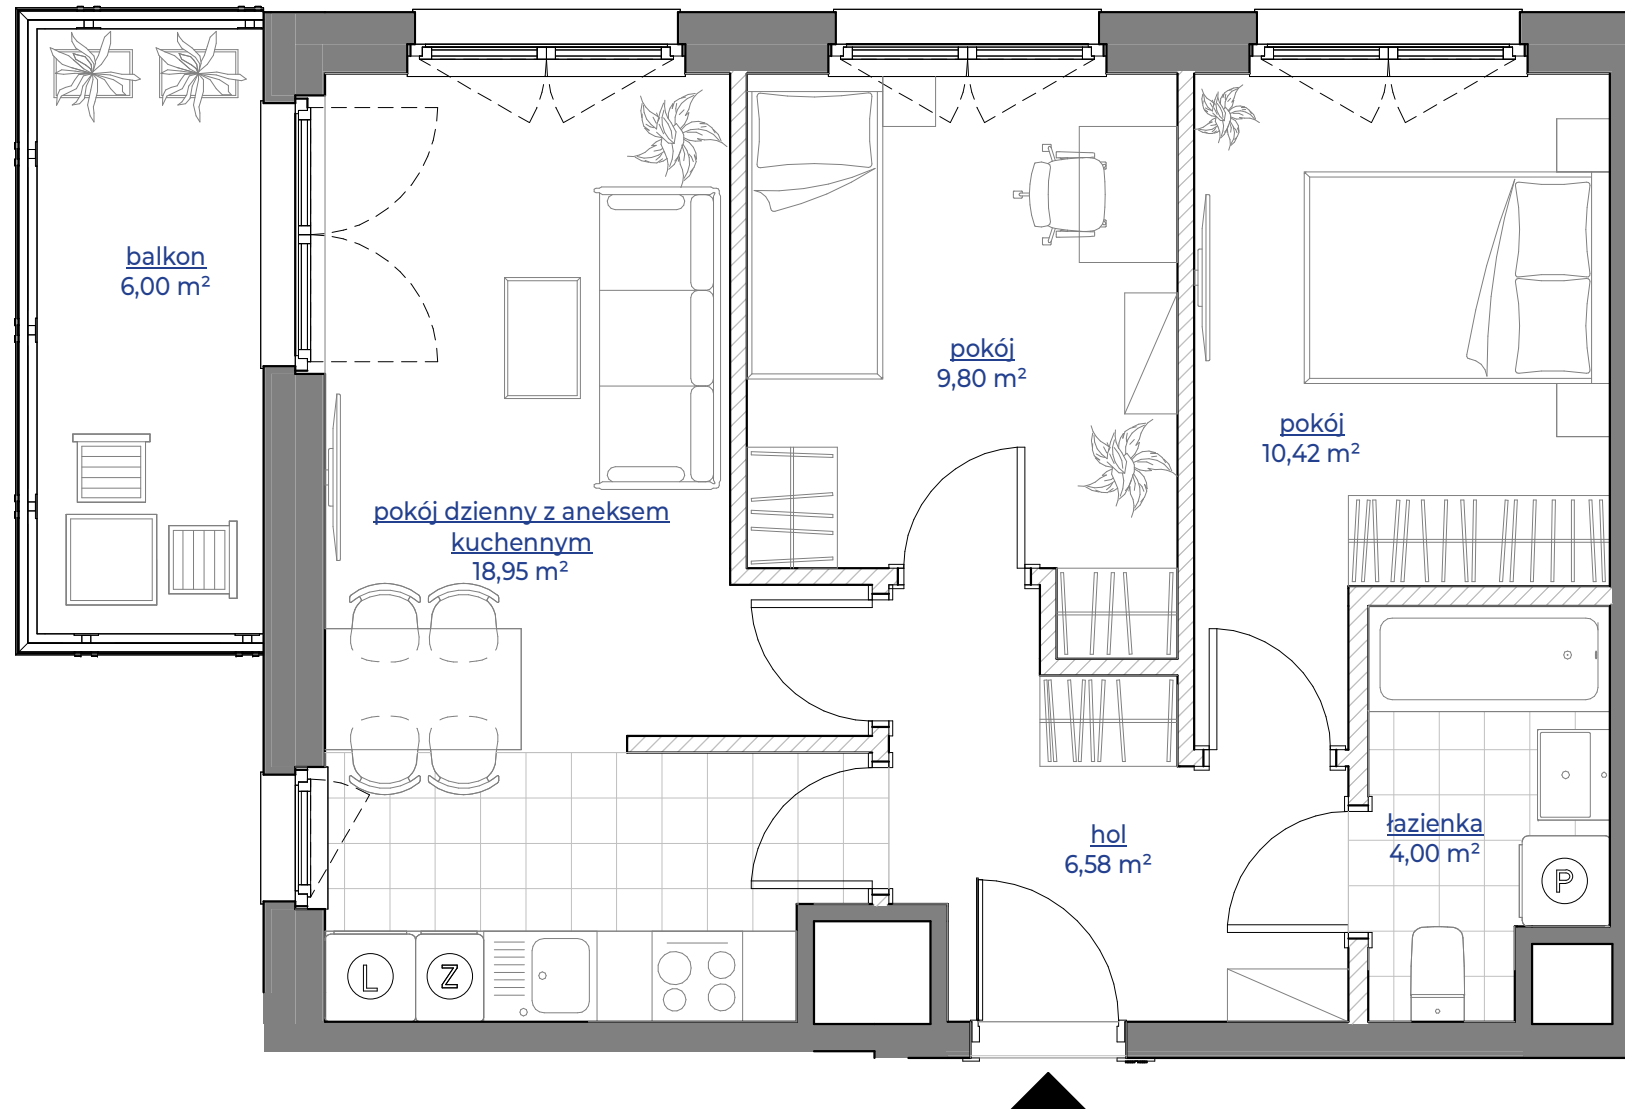 balkon
6,00 m²
pokój
9,80 m²
pokój
10,42 m²
pokój dzienny z aneksem
kuchennym
18,95 m²
hol
6,58 m²
łazienka
4,00 m²
P
L
Z